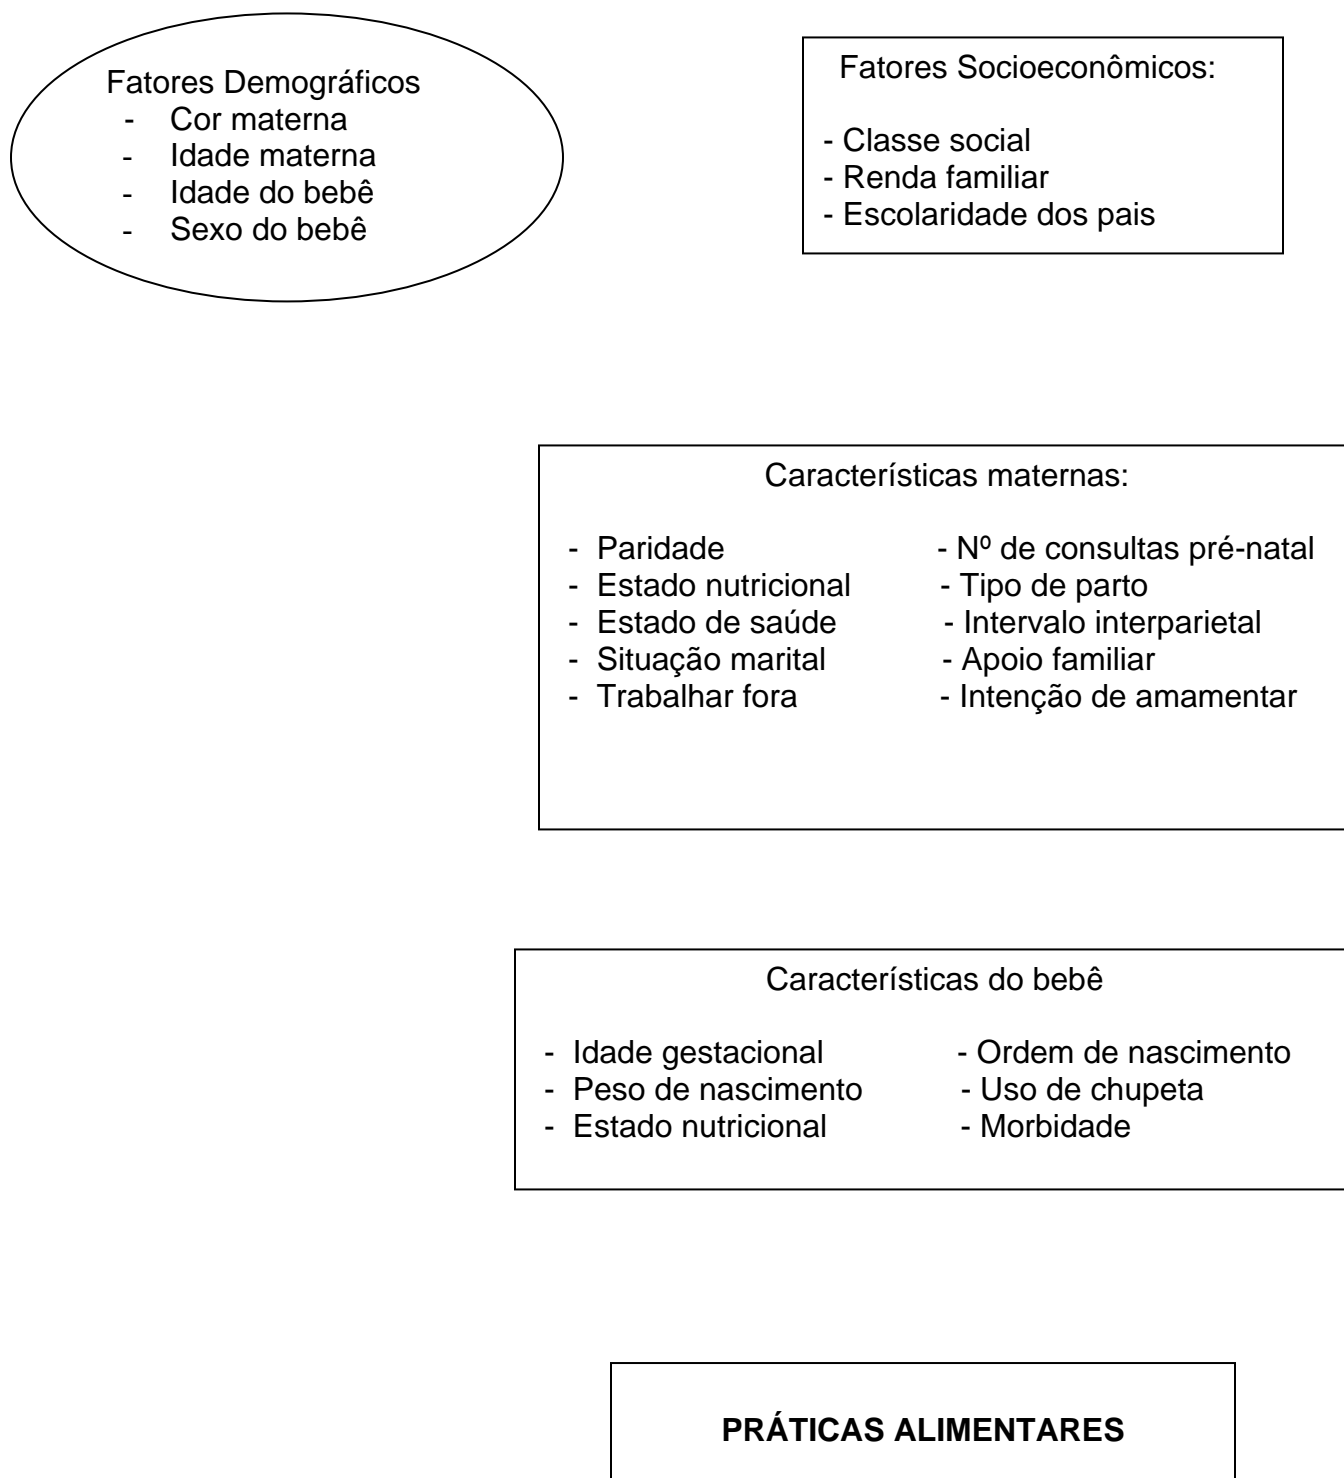 Fatores Demográficos
- Cor materna
- Idade materna
- Idade do bebê
- Sexo do bebê
Fatores Socioeconômicos:
- Classe social
- Renda familiar
- Escolaridade dos pais
Características maternas:
- Paridade - Nº de consultas pré-natal
- Estado nutricional - Tipo de parto
- Estado de saúde - Intervalo interparietal
- Situação marital - Apoio familiar
- Trabalhar fora - Intenção de amamentar
Características do bebê
- Idade gestacional - Ordem de nascimento
- Peso de nascimento - Uso de chupeta
- Estado nutricional - Morbidade
PRÁTICAS ALIMENTARES